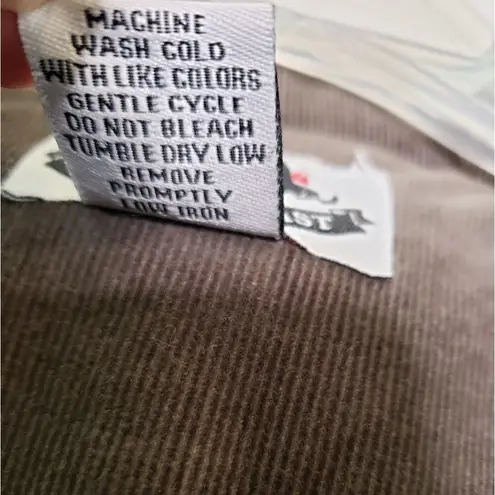 MACHINE
WASH COLD
WITH LIKE COLORS
GENTLE CYCLE
DO NOT BLEACH
TUMBLE DRY LOW
REMOVE
PROMPTLY
LOW IRON